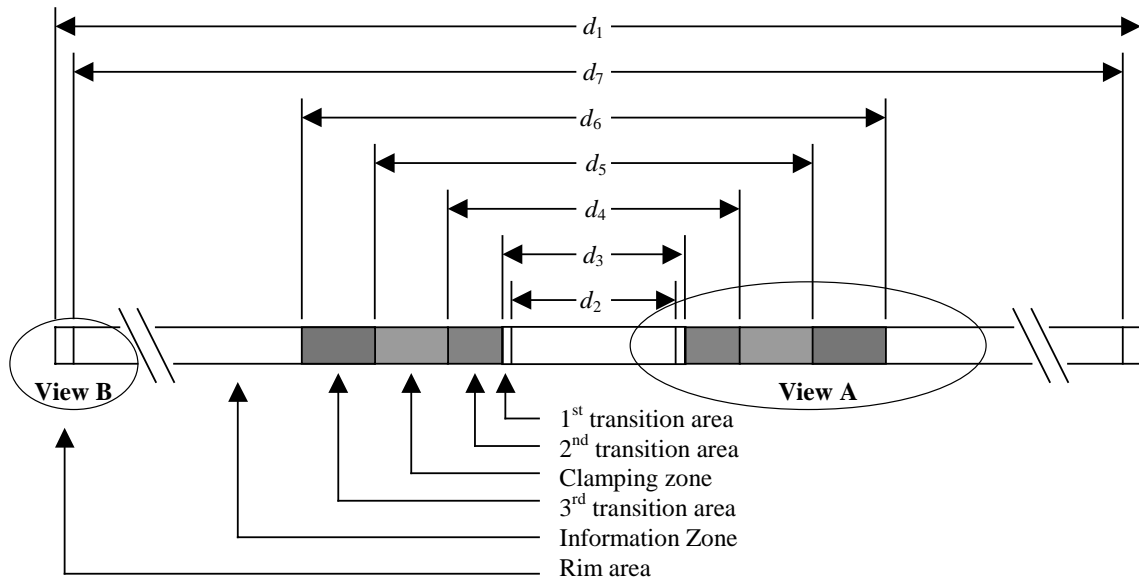 d1
d7
d6
d5
d4
d3
d2
View B
View A
1st transition area
2nd transition area
Clamping zone
3rd transition area
Information Zone
Rim area